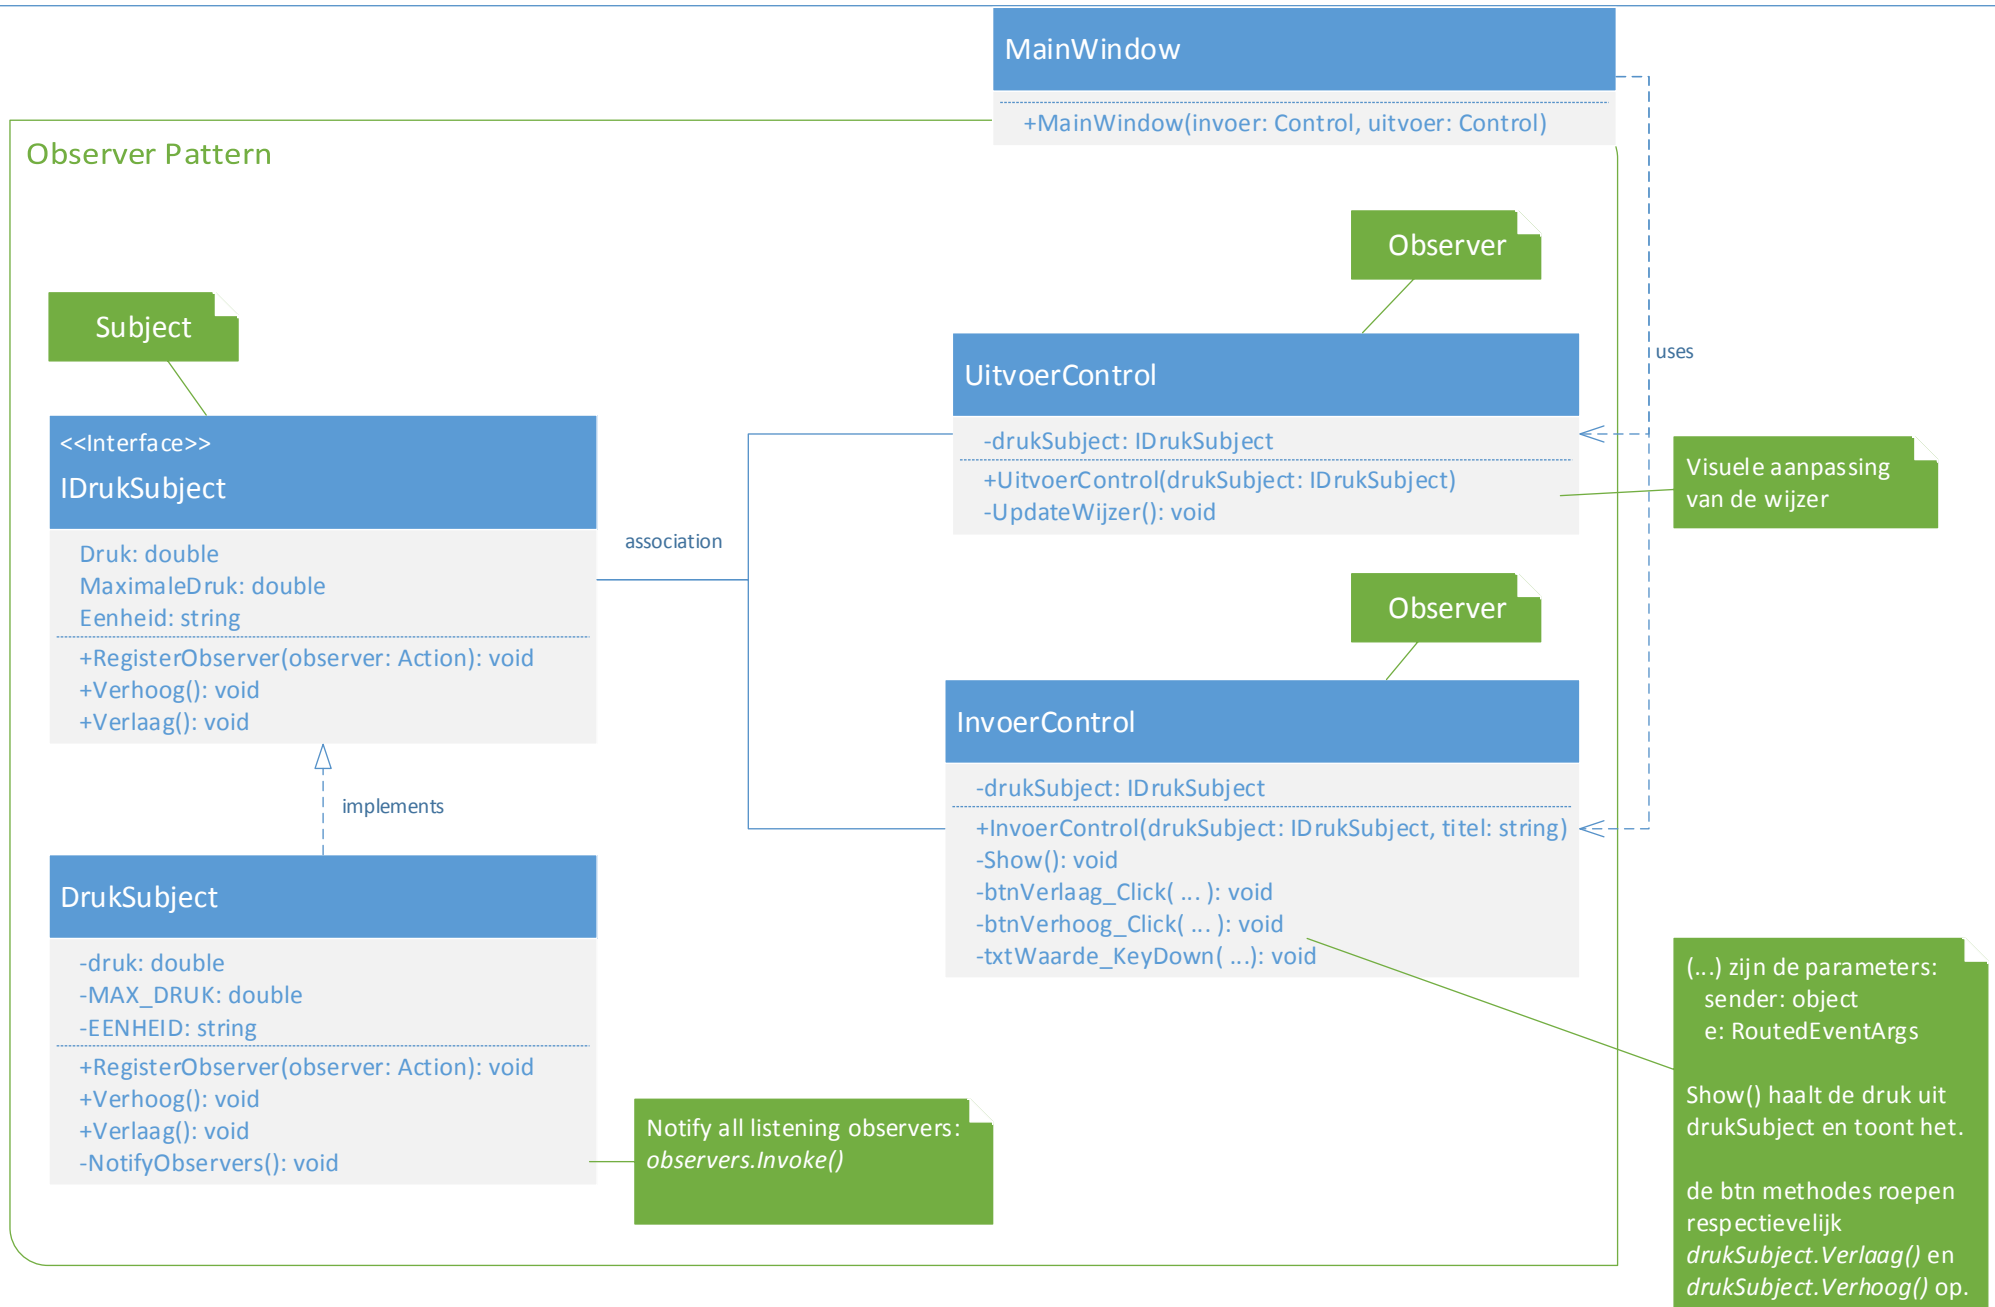 MainWindow
+MainWindow(invoer: Control, uitvoer: Control)
Observer Pattern
Observer
Subject
uses
UitvoerControl
-drukSubject: IDrukSubject
+UitvoerControl(drukSubject: IDrukSubject)
-UpdateWijzer(): void
Visuele aanpassing
van de wijzer
<<Interface>>
IDrukSubject
Druk: double
MaximaleDruk: double
Eenheid: string
+RegisterObserver(observer: Action): void
+Verhoog(): void
+Verlaag(): void
association
Observer
InvoerControl
-drukSubject: IDrukSubject
+InvoerControl(drukSubject: IDrukSubject, titel: string)
-Show(): void
-btnVerlaag_Click( ... ): void
-btnVerhoog_Click( ... ): void
-txtWaarde_KeyDown( ...): void
implements
DrukSubject
-druk: double
-MAX_DRUK: double
-EENHEID: string
+RegisterObserver(observer: Action): void
+Verhoog(): void
+Verlaag(): void
-NotifyObservers(): void
Notify all listening observers:
observers.Invoke()
(...) zijn de parameters:
sender: object
e: RoutedEventArgs
Show() haalt de druk uit
drukSubject en toont het.
de btn methodes roepen
respectievelijk
drukSubject.Verlaag() en
drukSubject.Verhoog() op.